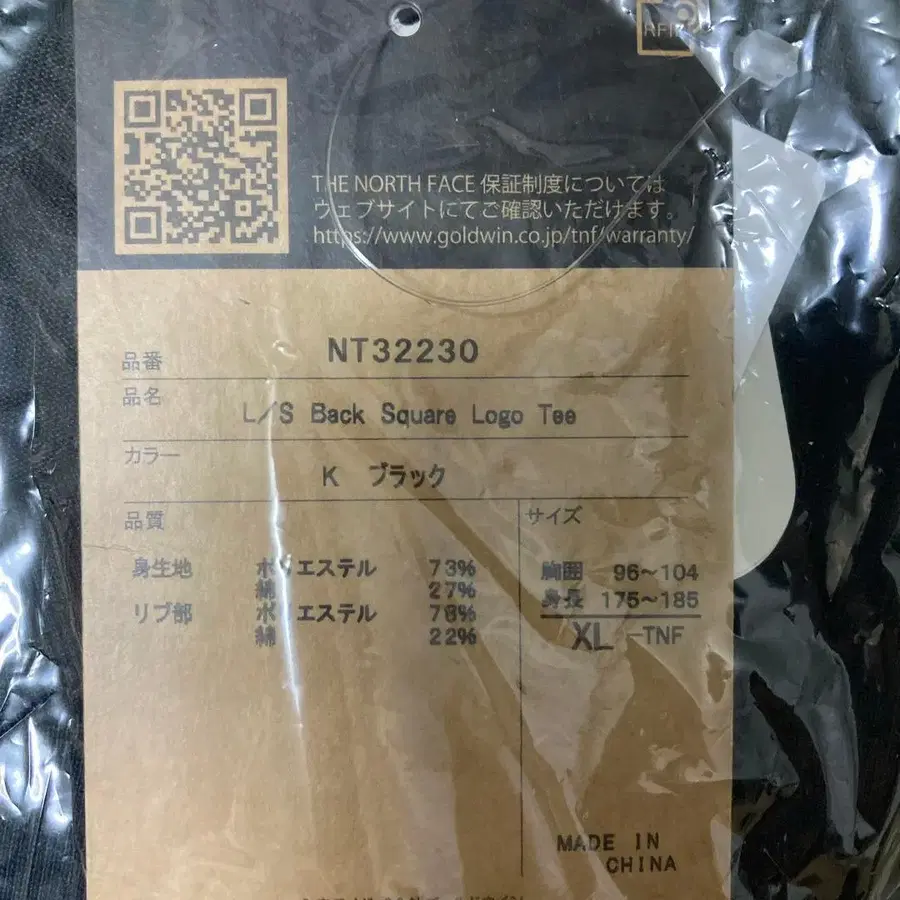 RFID
THE NORTH FACE 保証制度については
ウェブサイトにてご確認いただけます。
https://www.goldwin.co.jp/tnf/warranty/
品番 NT32230
品名
L/S Back Square Logo Tee
カラー
K ブラック
品質
身生地 ポリエステル 73%
綿 27%
リブ部 ポリエステル 78%
綿 22%
サイズ
胸囲 96~104
身長 175~185
XL -TNF
MADE IN
CHINA